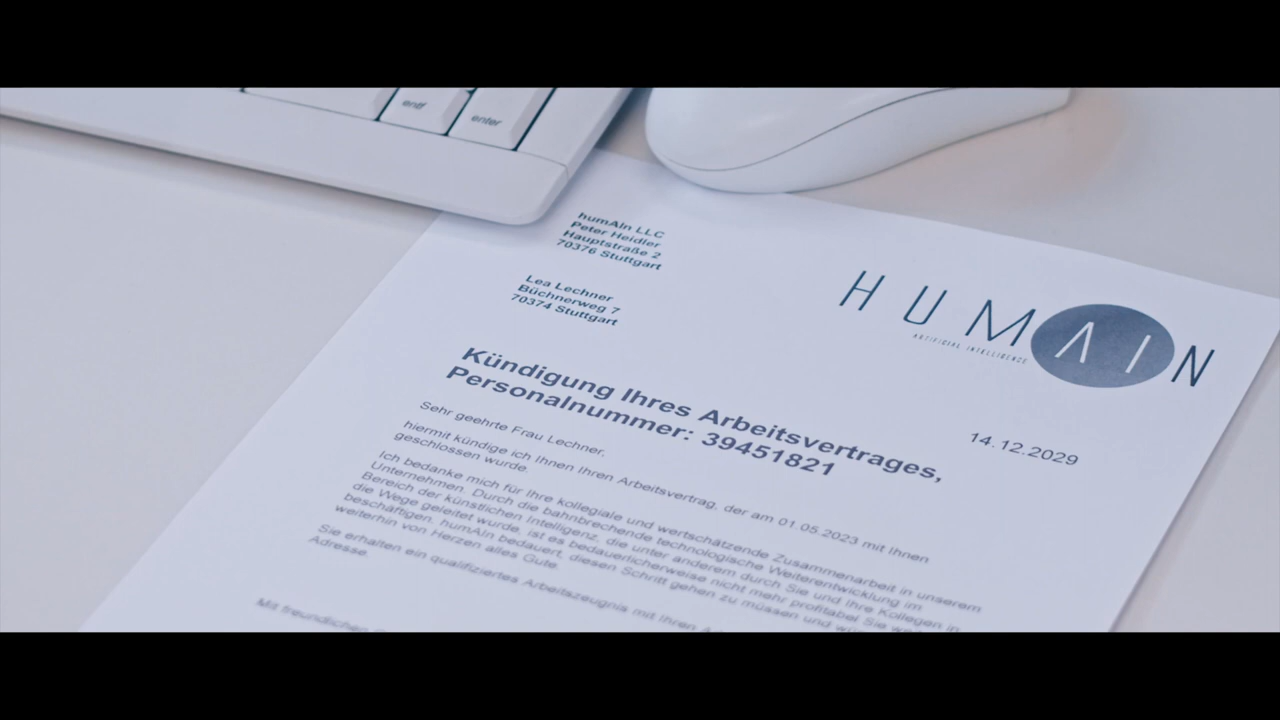 entf
enter
humAIn LLC
Peter Heidler
Hauptstraße 2
70376 Stuttgart
Lea Lechner
Büchnerweg 7
70374 Stuttgart
HUMAIN
ARTIFICIAL INTELLIGENCE
14.12.2029
Kündigung Ihres Arbeitsvertrages,
Personalnummer: 39451821
Sehr geehrte Frau Lechner,
hiermit kündige ich Ihnen Ihren Arbeitsvertrag, der am 01.05.2023 mit Ihnen
geschlossen wurde.
Ich bedanke mich für Ihre kollegiale und wertschätzende Zusammenarbeit in unserem
Unternehmen. Durch die bahnbrechende technologische Weiterentwicklung im
Bereich der künstlichen Intelligenz, die unter anderem durch Sie und Ihre Kollegen in
die Wege geleitet wurde, ist es bedauerlicherweise nicht mehr profitabel Sie
beschäftigen. humAIn bedauert, diesen Schritt gehen zu müssen und
weiterhin von Herzen alles Gute.
Sie erhalten ein qualifiziertes Arbeitszeugnis mit Ihren
Adresse.
Mit freundlichen